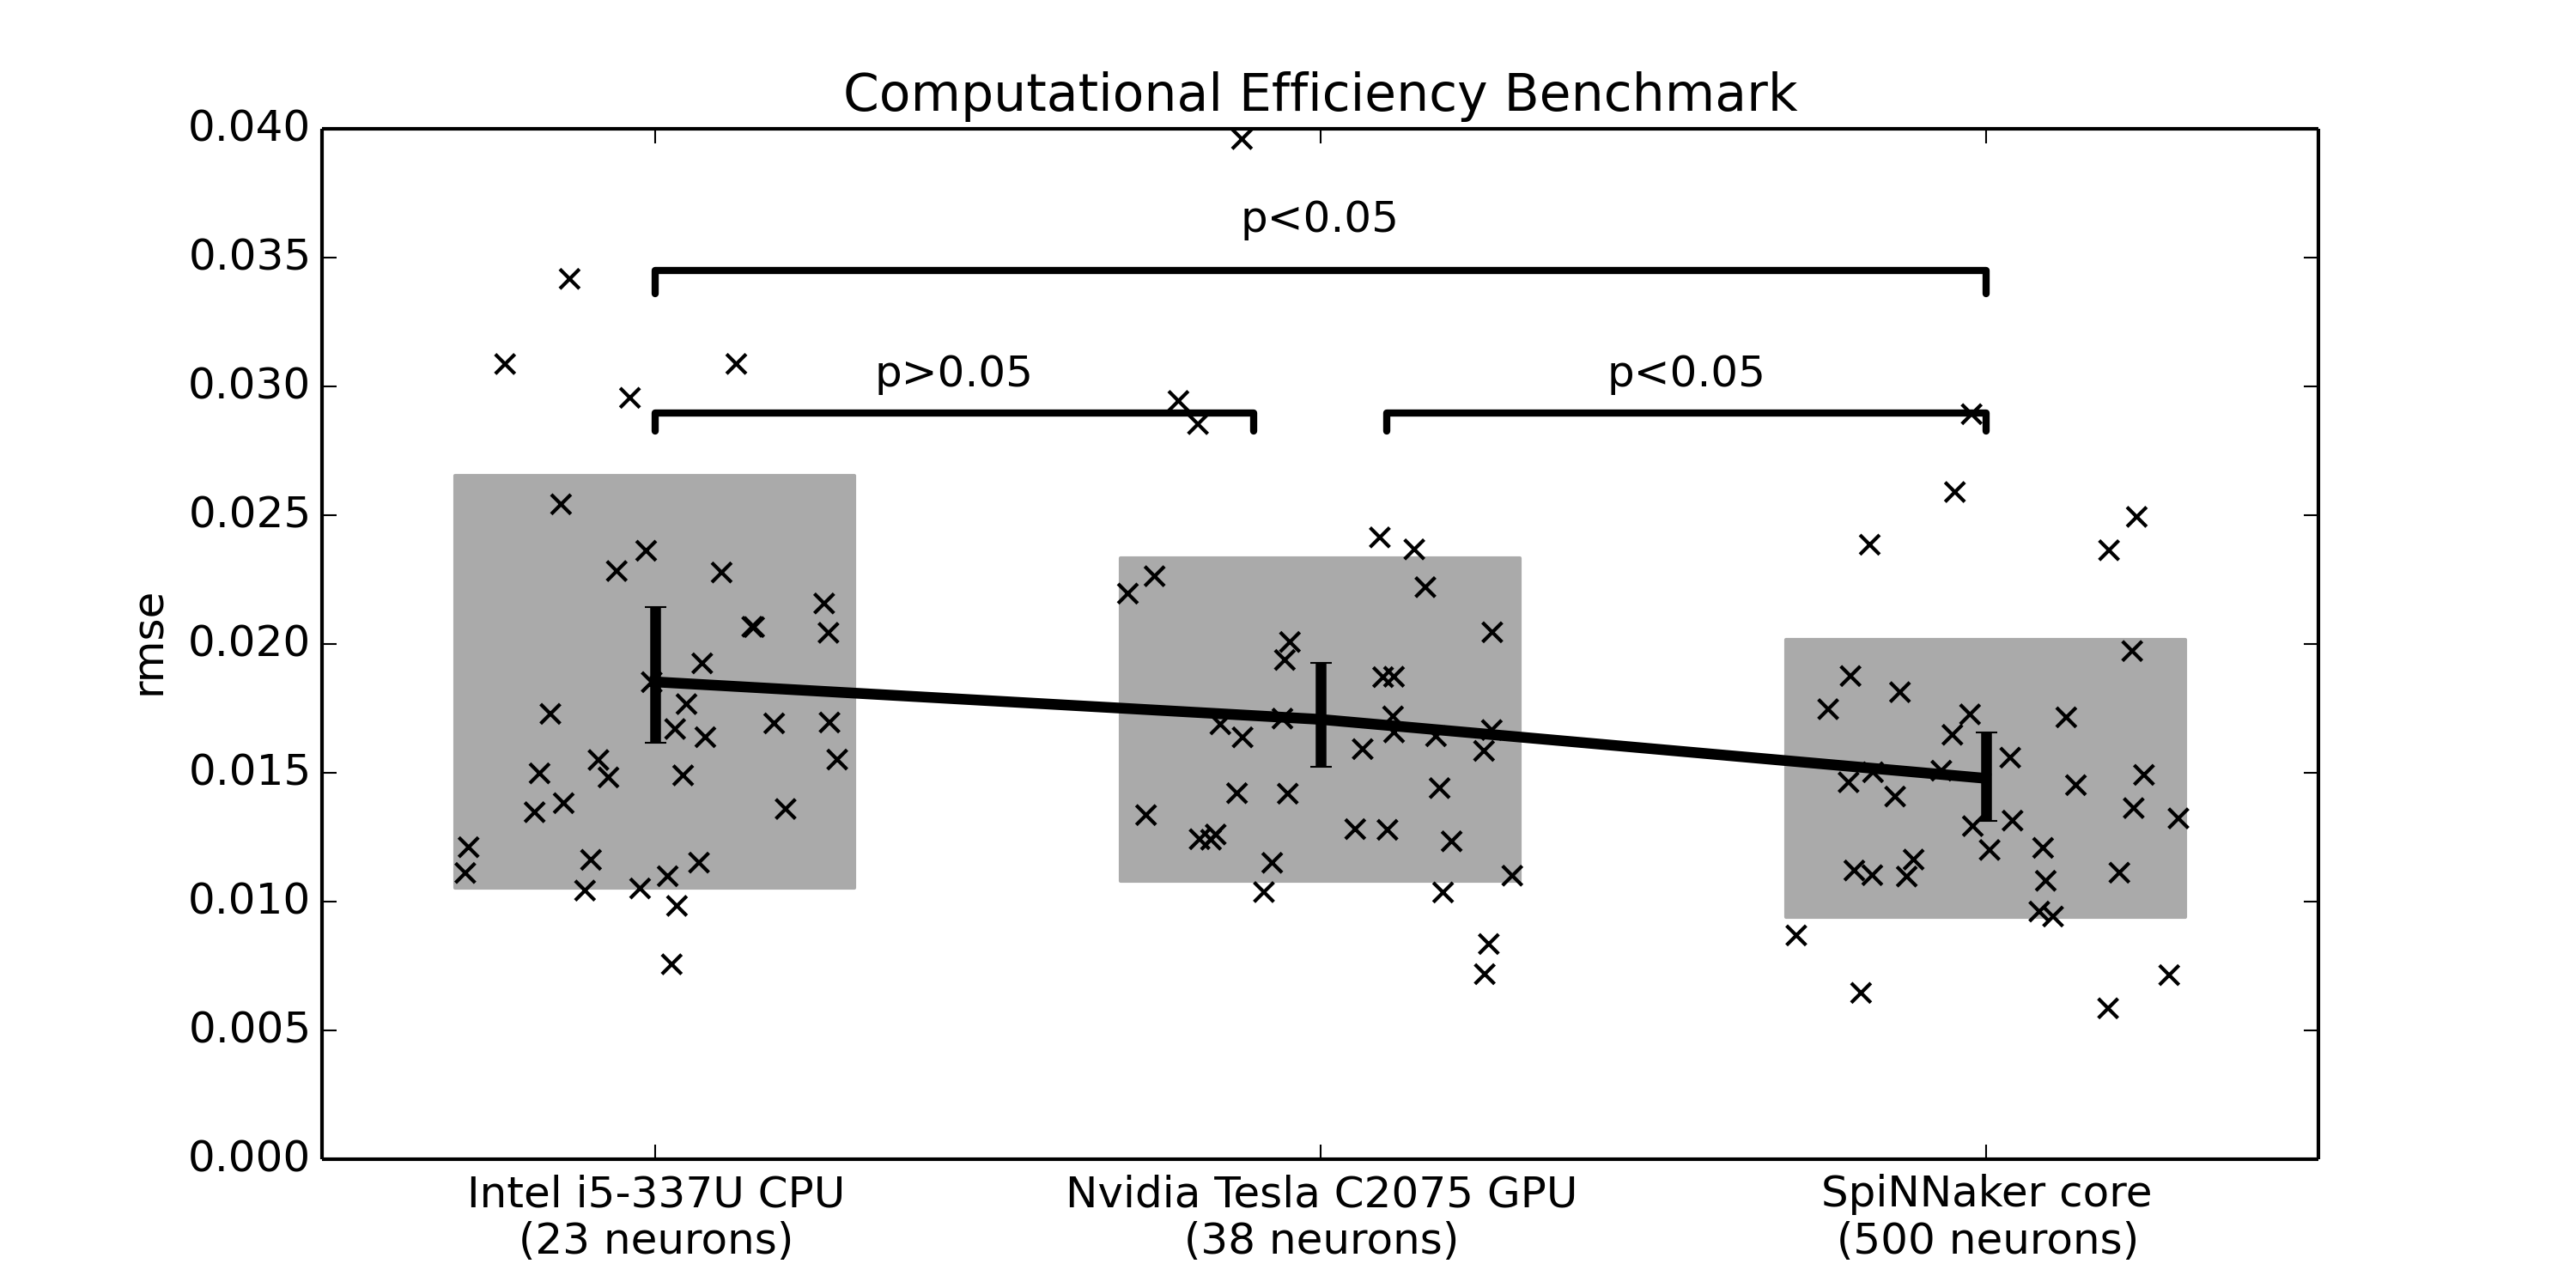 Computational Efficiency Benchmark
0.040
0.035
0.030
0.025
0.020
0.015
0.010
0.005
0.000
rmse
p<0.05
p>0.05
p<0.05
Intel i5-337U CPU
(23 neurons)
Nvidia Tesla C2075 GPU
(38 neurons)
SpiNNaker core
(500 neurons)